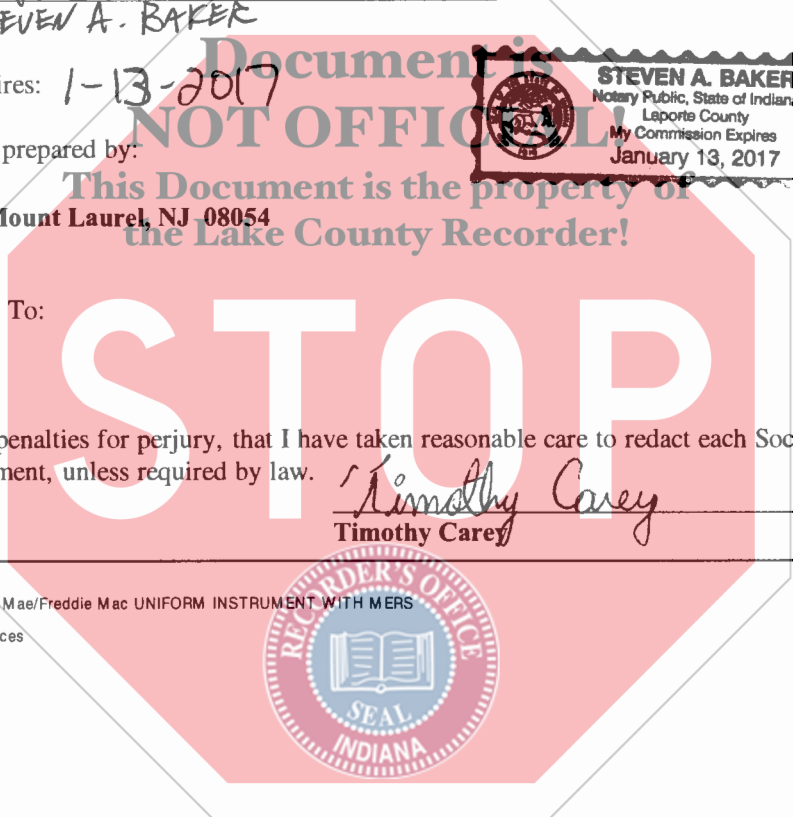 EVEN A. BAKER
Document is
ires: 1-13-2017
STEVEN A. BAKER
Notary Public, State of Indian
Laporte County
My Commission Expires
January 13, 2017
NOT OFFICIAL!
prepared by:
This Document is the property of
Mount Laurel, NJ 08054
the Lake County Recorder!
To:
STOP
penalties for perjury, that I have taken reasonable care to redact each Soc
ment, unless required by law.
Timothy Carey
Timothy Carey
RECORDER'S OFFICE
Mae/Freddie Mac UNIFORM INSTRUMENT WITH MERS
ces
SEAL
INDIANA